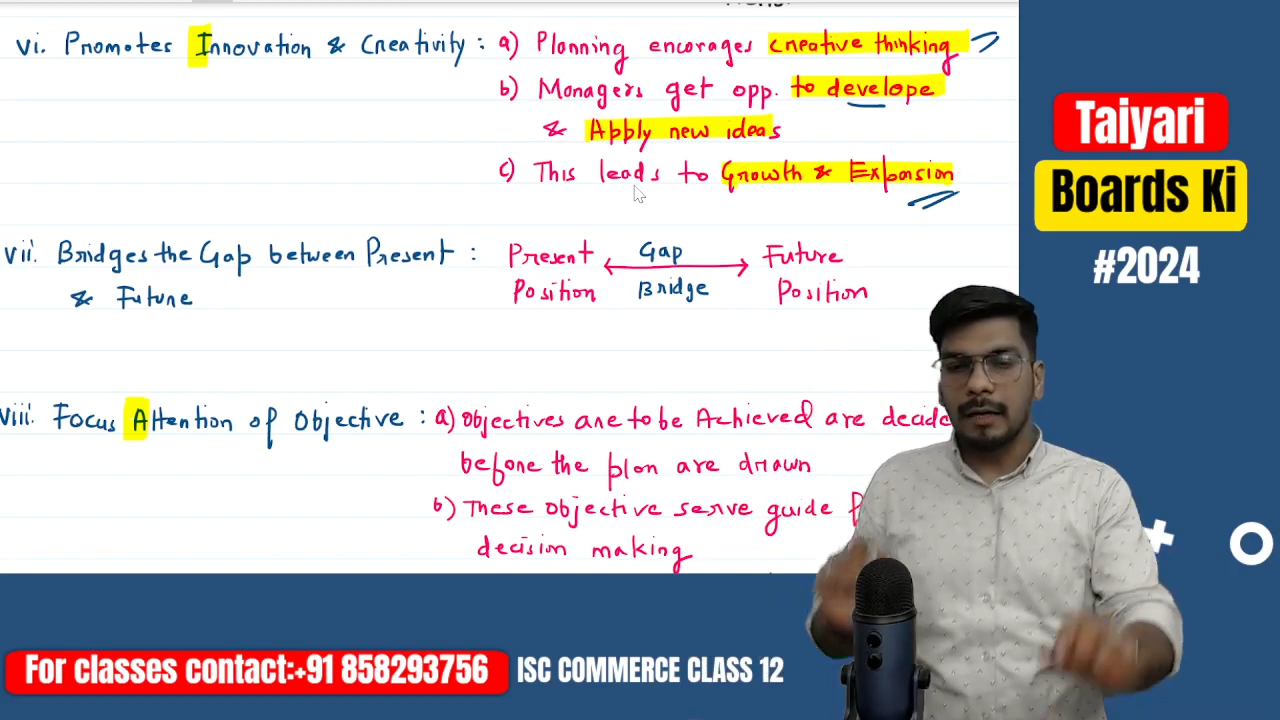 vi. Promotes Innovation & Creativity : a) Planning encorages creative thinking
b) Managers get opp. to develope
& Apply new ideas
c) This leads to Growth & Expansion
vii. Bridges the Gap between Present : Present Gap Future
& Future Position Bridge Position
viii. Focus Attention of Objective : a) Objectives are to be Achieved are decide
before the plan are drawn
b) These objective serve guide
decision making
Taiyari
Boards Ki
#2024
For classes contact:+91 858293756
ISC COMMERCE CLASS 12